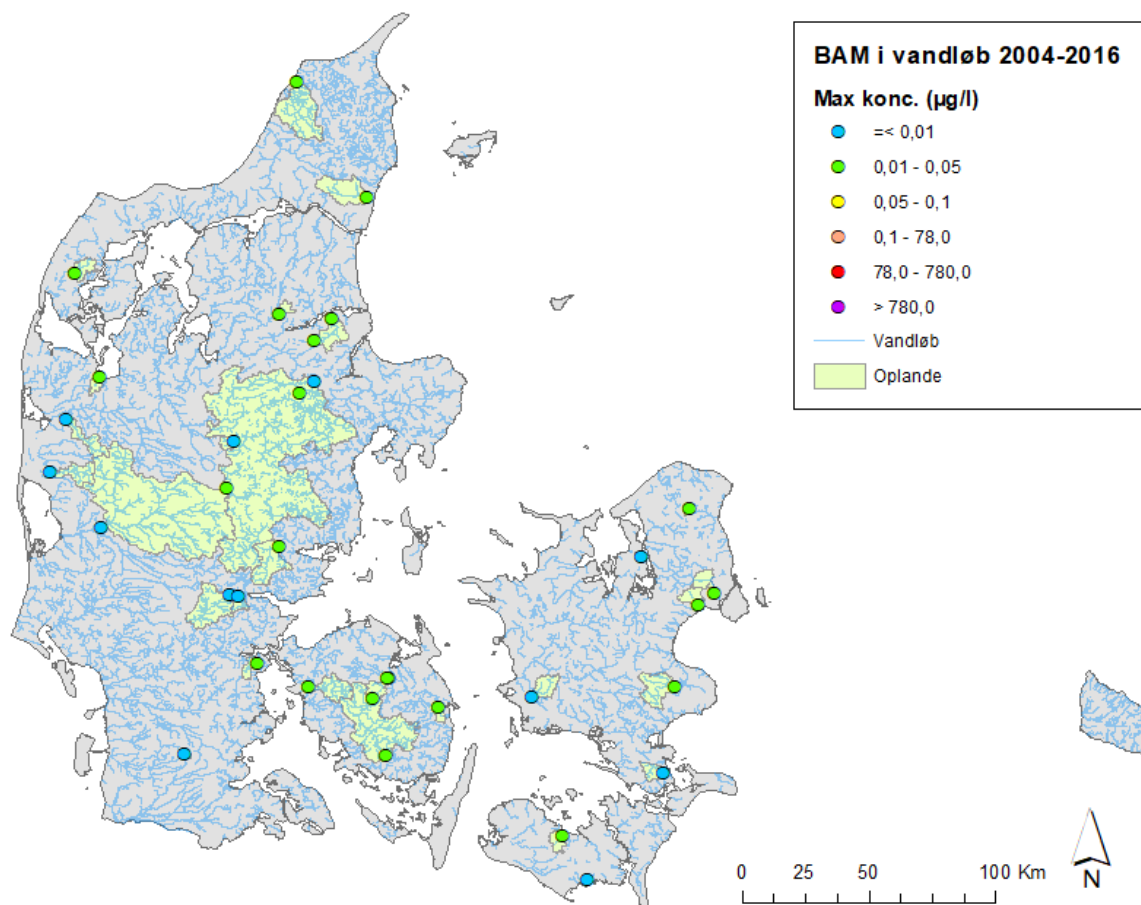 BAM i vandløb 2004-2016
Max konc. (µg/l)
=< 0,01
0,01 - 0,05
0,05 - 0,1
0,1 - 78,0
78,0 - 780,0
> 780,0
Vandløb
Oplande
0 25 50 100 Km
N